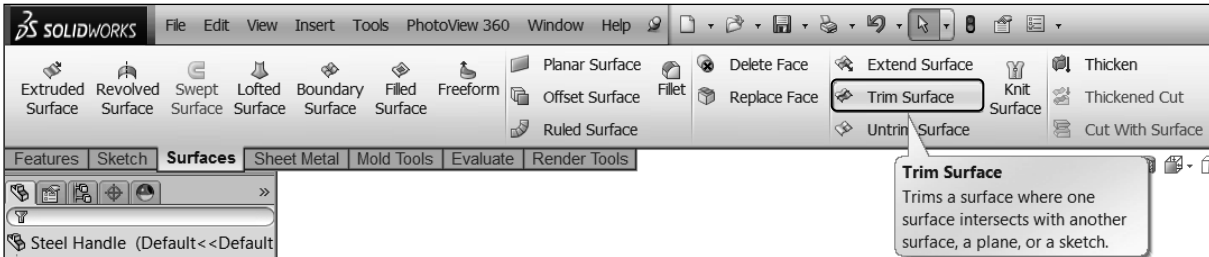 SOLIDWORKS File Edit View Insert Tools PhotoView 360 Window Help
Extruded Surface
Revolved Surface
Swept Surface
Lofted Surface
Boundary Surface
Filled Surface
Freeform
Planar Surface
Offset Surface
Ruled Surface
Fillet
Delete Face
Replace Face
Extend Surface
Trim Surface
Untrim Surface
Knit Surface
Thicken
Thickened Cut
Cut With Surface
Features Sketch Surfaces Sheet Metal Mold Tools Evaluate Render Tools
Trim Surface
Trims a surface where one
surface intersects with another
surface, a plane, or a sketch.
»
Steel Handle (Default<<Default